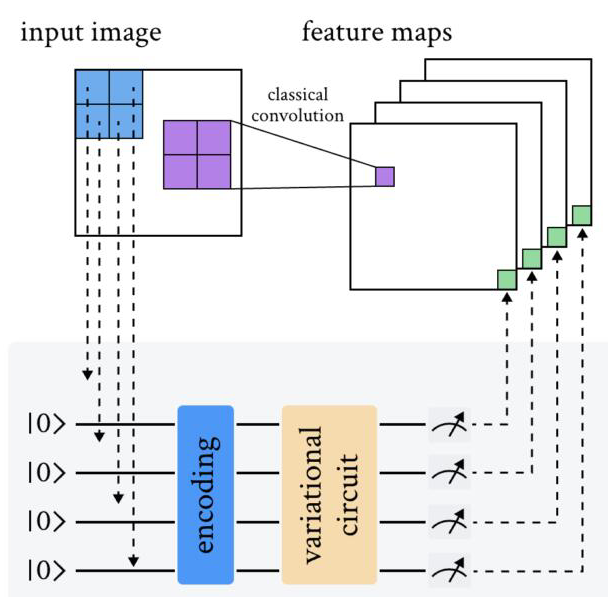 input image
feature maps
classical
convolution
|0>
|0>
|0>
|0>
encoding
variational
circuit